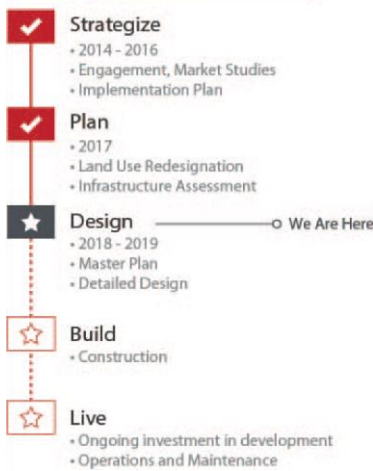 Strategize
• 2014 - 2016
• Engagement, Market Studies
• Implementation Plan
Plan
• 2017
• Land Use Redesignation
• Infrastructure Assessment
Design We Are Here
• 2018 - 2019
• Master Plan
• Detailed Design
Build
• Construction
Live
• Ongoing investment in development
• Operations and Maintenance